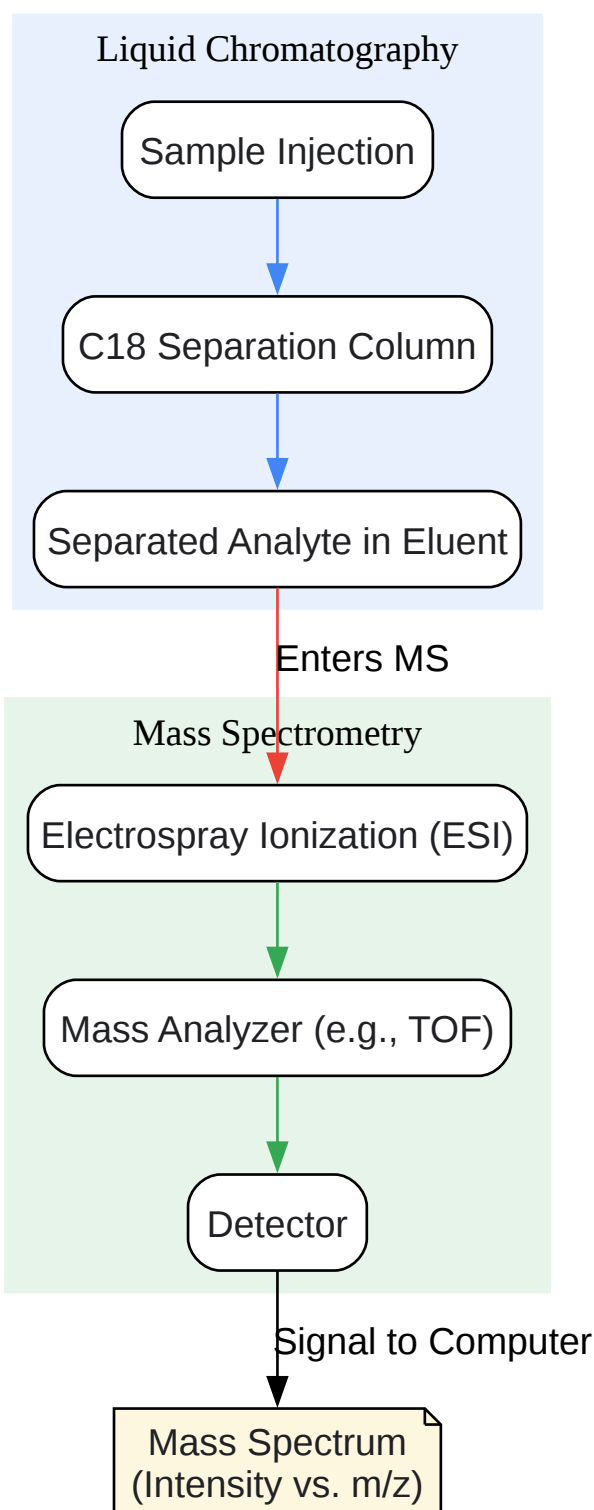 Liquid Chromatography
Sample Injection
C18 Separation Column
Separated Analyte in Eluent
Enters MS
Mass Spectrometry
Electrospray Ionization (ESI)
Mass Analyzer (e.g., TOF)
Detector
Signal to Computer
Mass Spectrum
(Intensity vs. m/z)